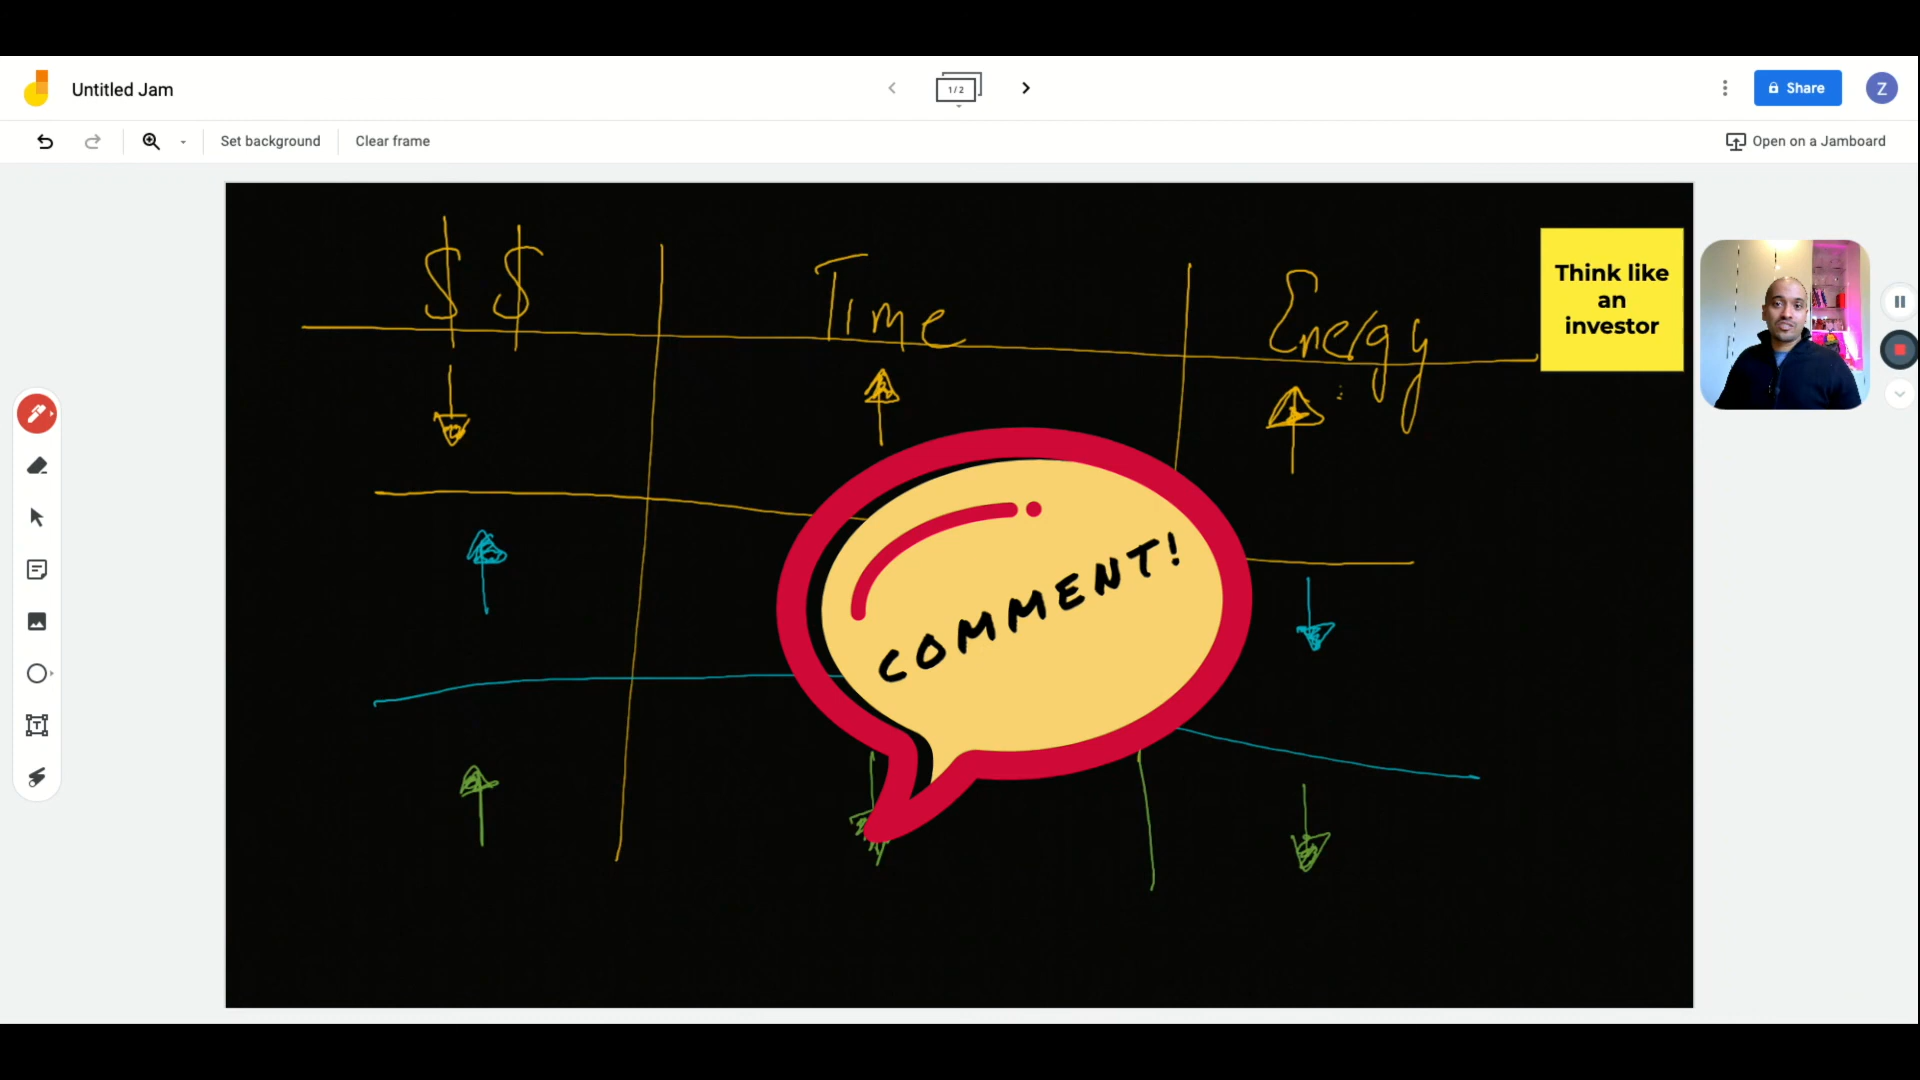 Untitled Jam
1/2
Share
Z
Set background
Clear frame
Open on a Jamboard
$ $
Time
Energy
Think like
an
investor
COMMENT!